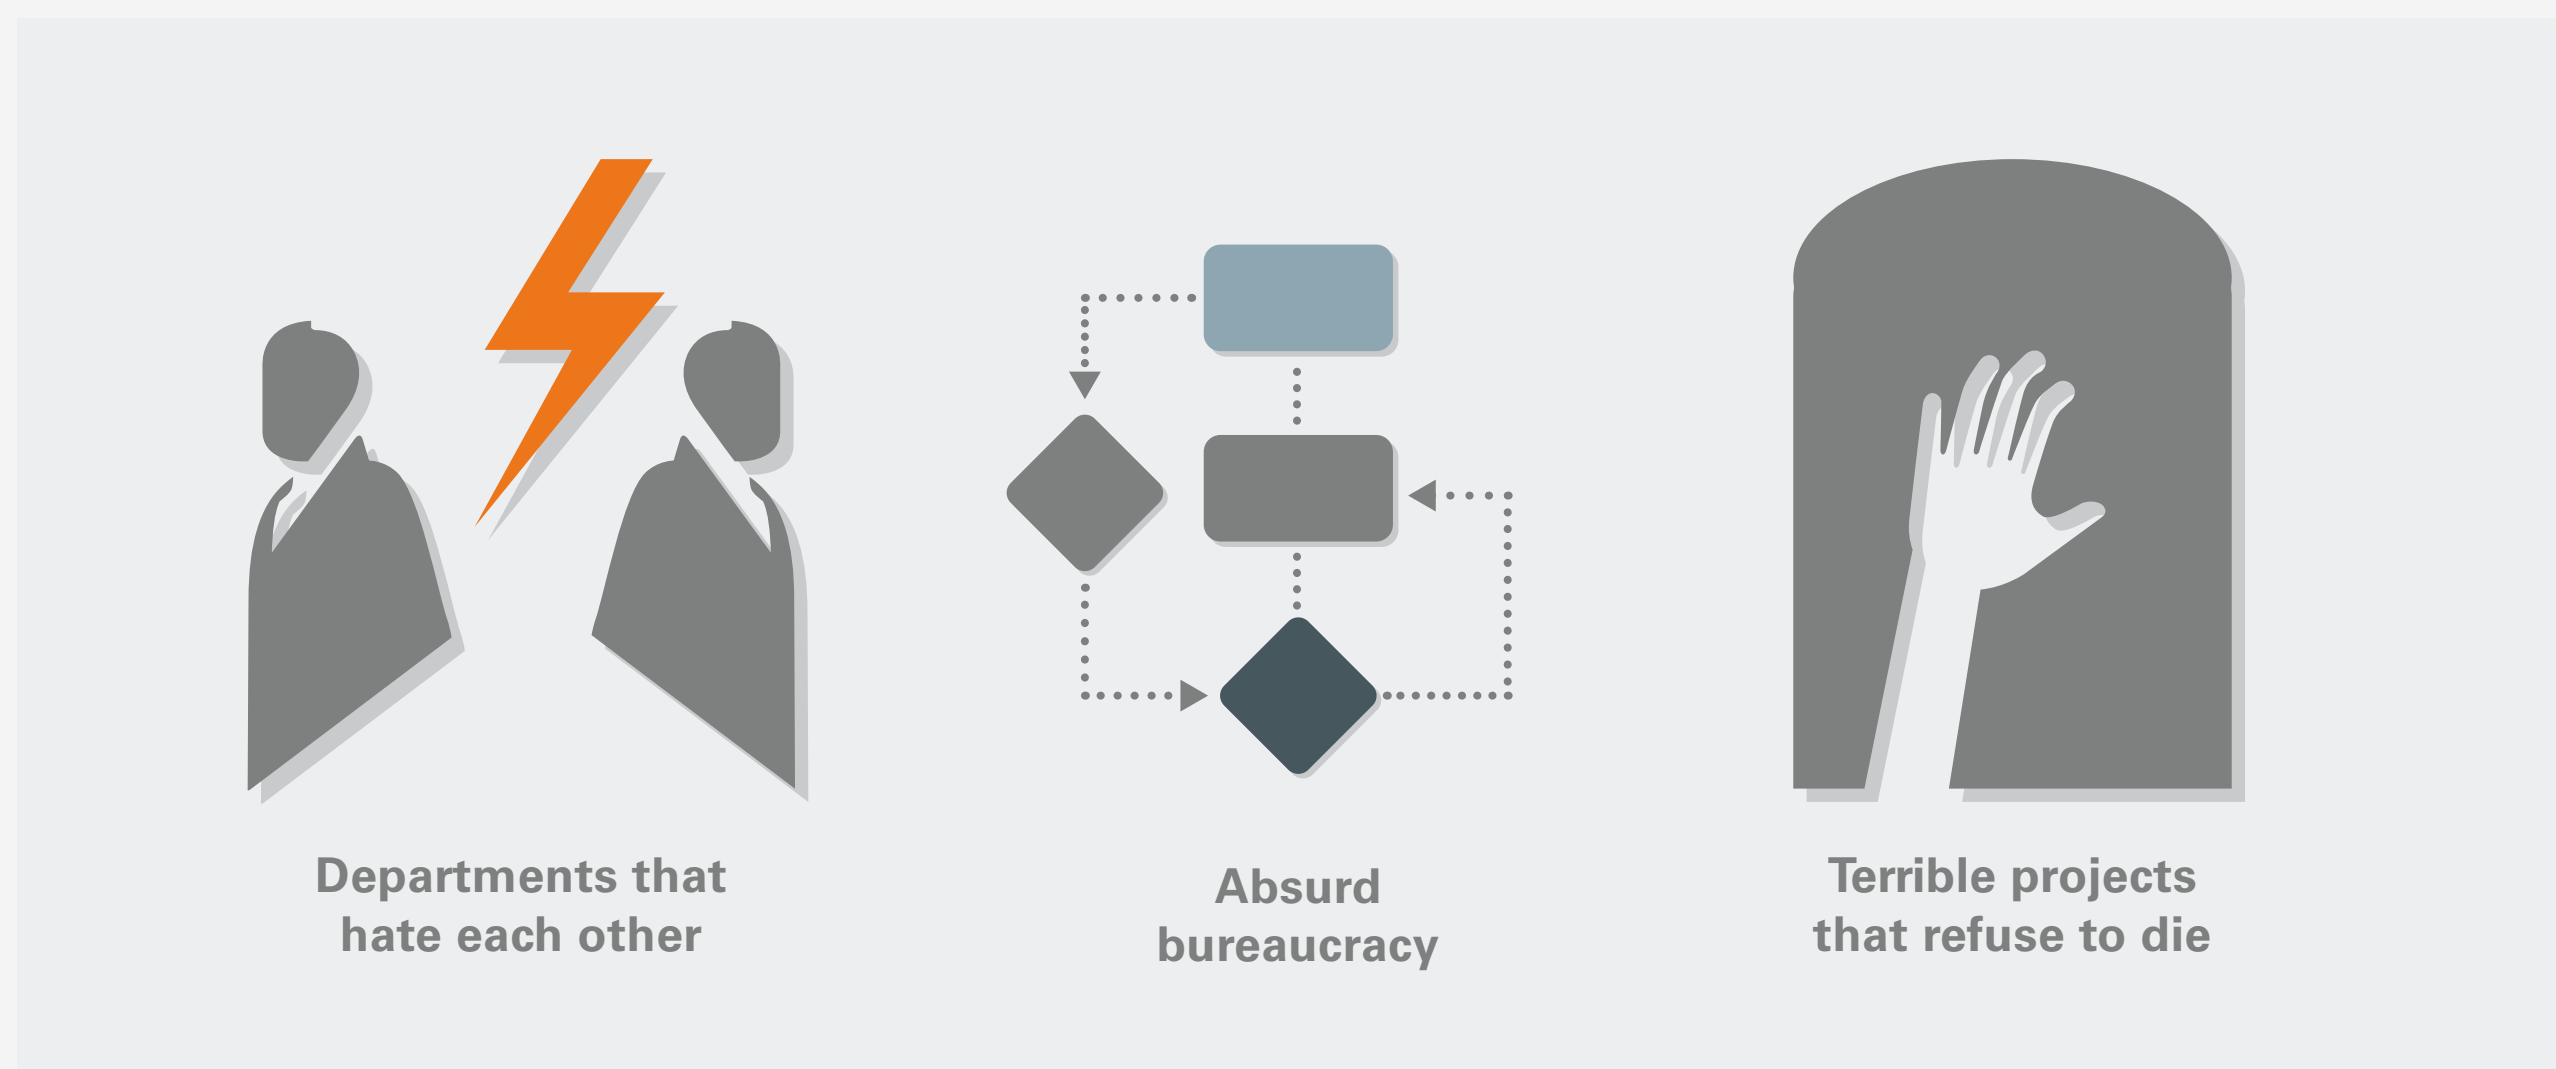 Departments that
hate each other
Absurd
bureaucracy
Terrible projects
that refuse to die